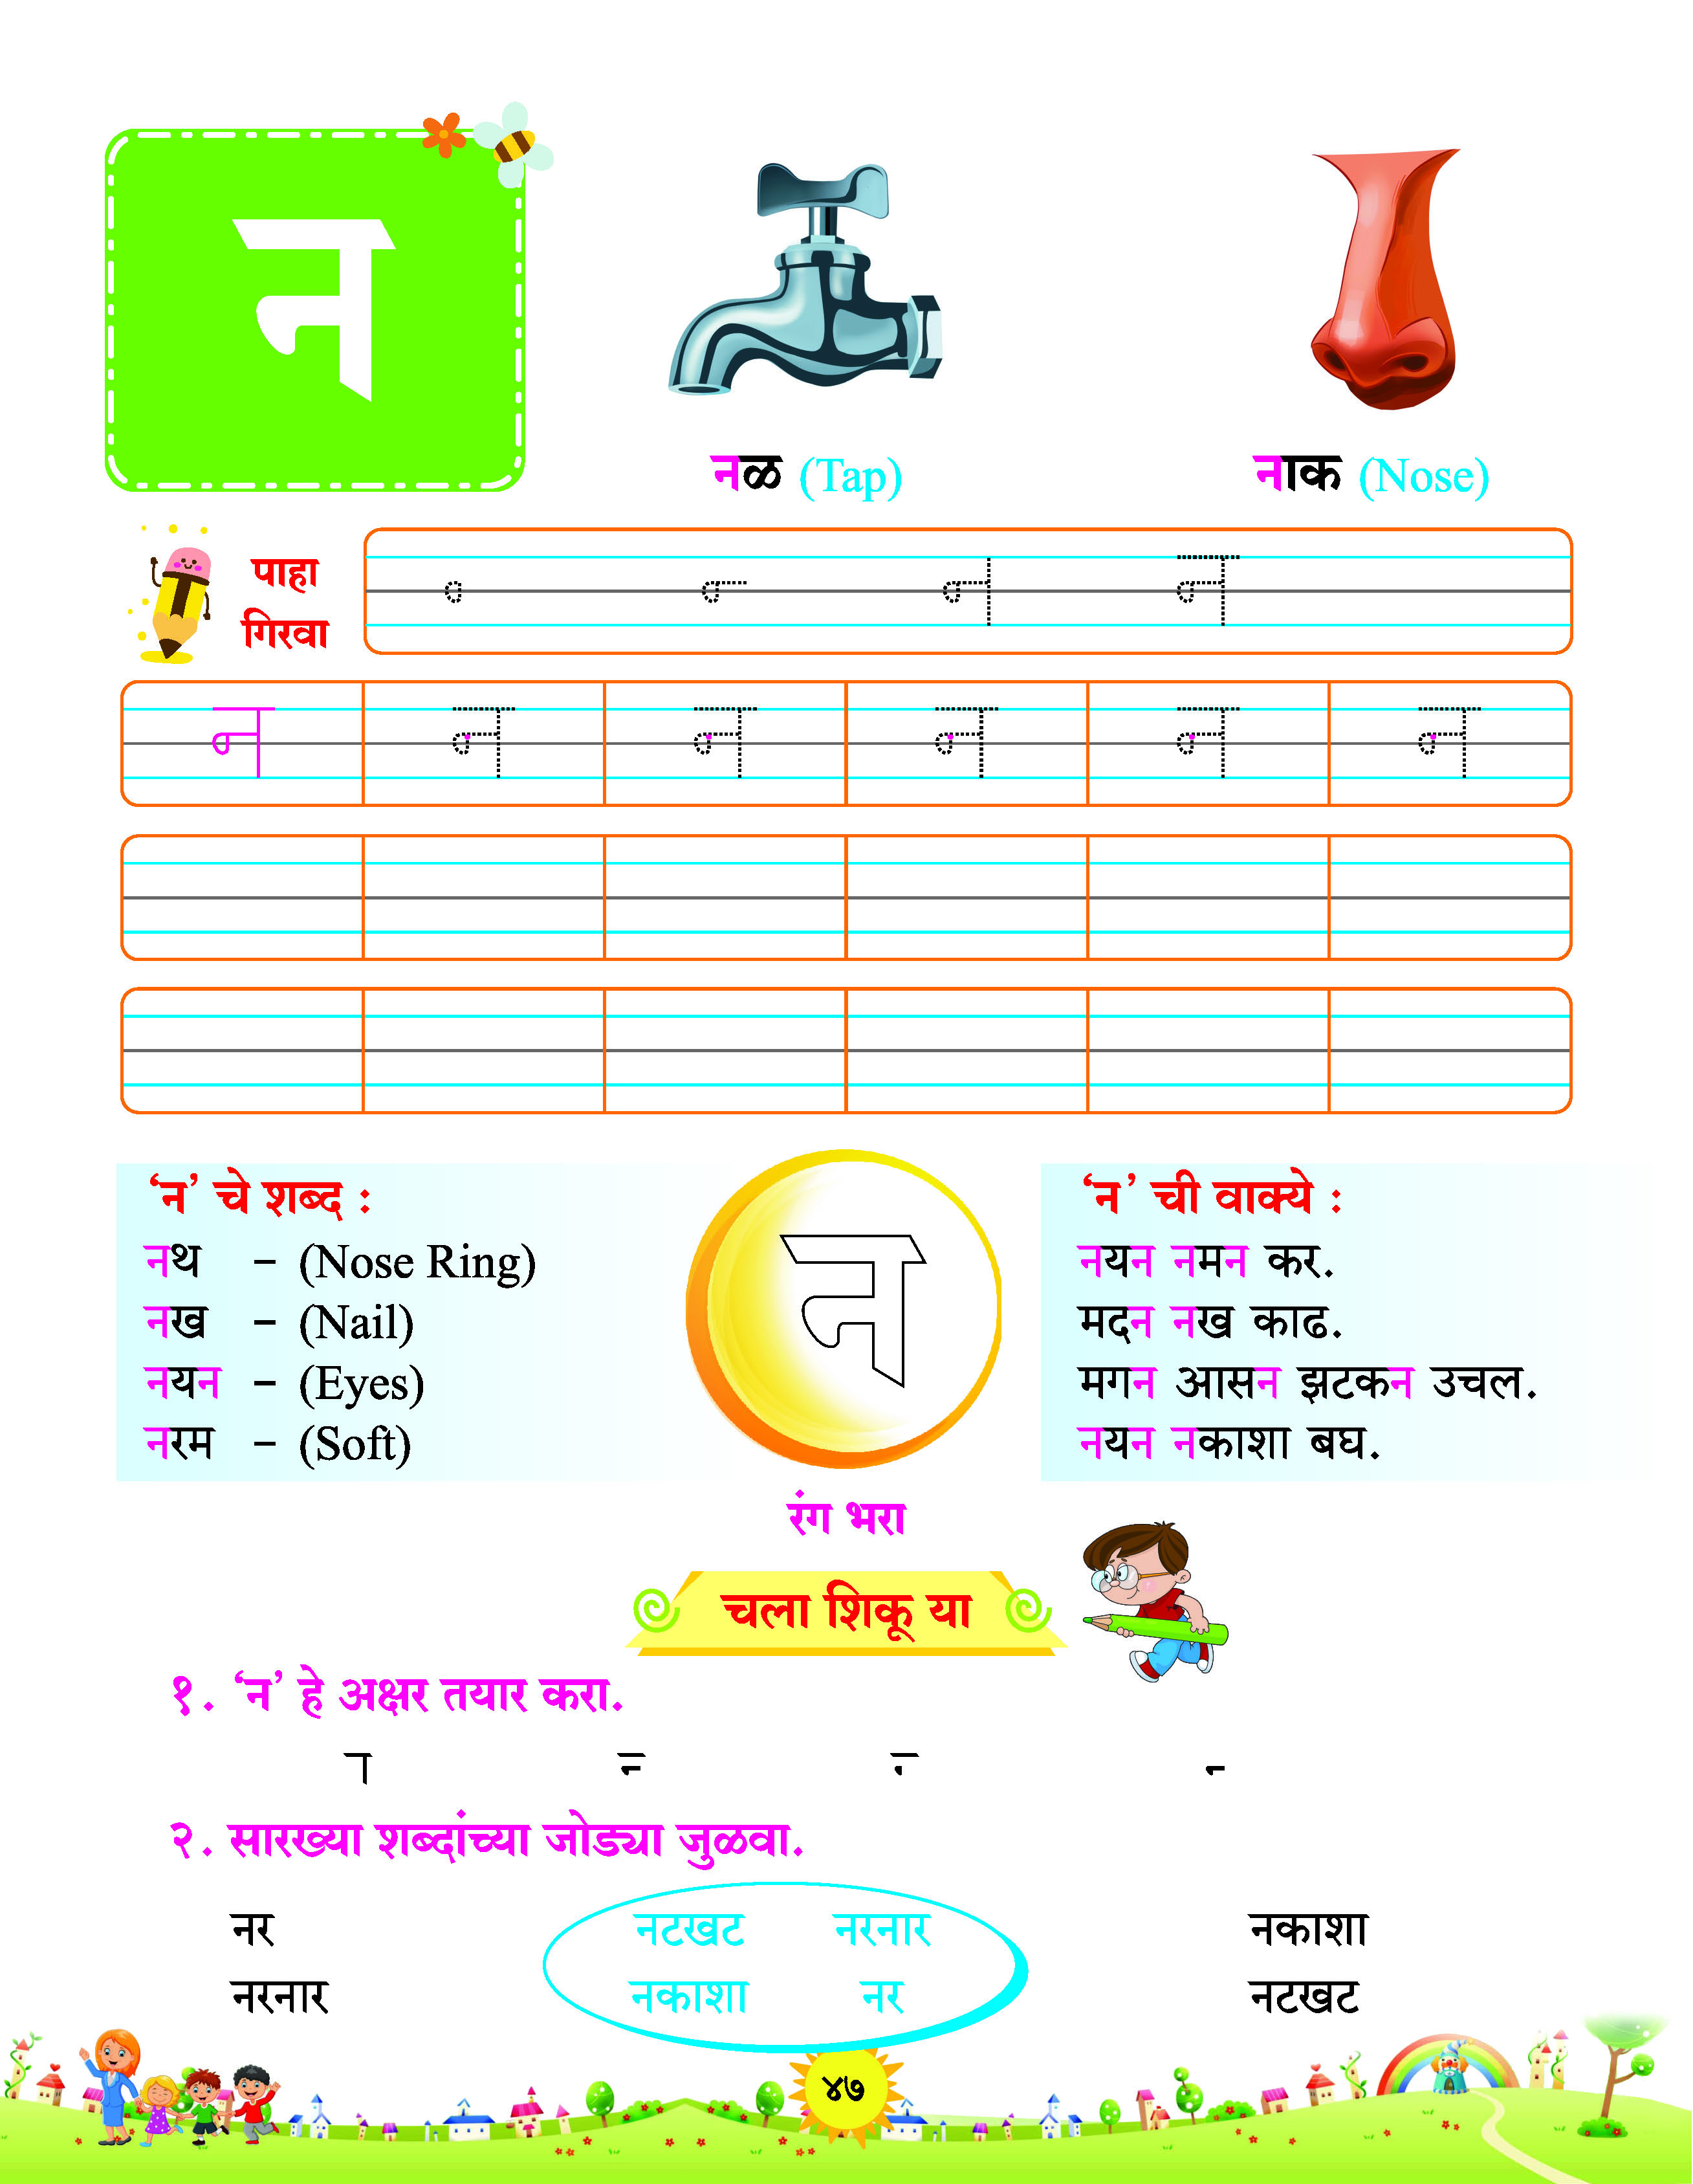 न
नळ (Tap)
नाक (Nose)
पाहा
गिरवा
न
न न न न न न
‘न’ चे शब्द :
नथ – (Nose Ring)
नख – (Nail)
नयन – (Eyes)
नरम – (Soft)
न
रंग भरा
‘न’ ची वाक्ये :
नयन नमन कर.
मदन नख काढ.
मगन आसन झटकन उचल.
नयन नकाशा बघ.
चला शिकू या
१. ‘न’ हे अक्षर तयार करा.
२. सारख्या शब्दांच्या जोड्या जुळवा.
नर नटखट नरनार नकाशा
नरनार नकाशा नर नटखट
४७